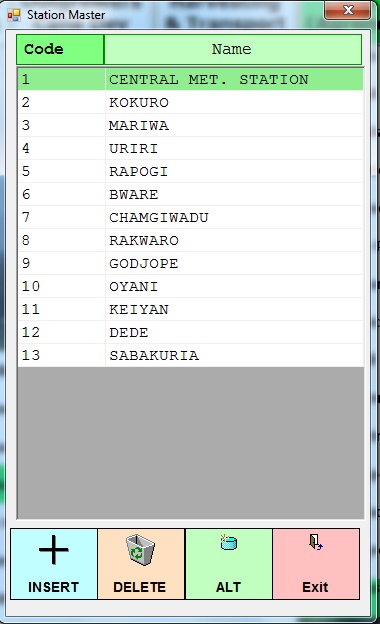 Station Master
Code Name
1 CENTRAL MET. STATION
2 KOKURO
3 MARIWA
4 URIRI
5 RAPOGI
6 BWARE
7 CHAMGIWADU
8 RAKWARO
9 GODJOPE
10 OYANI
11 KEIYAN
12 DEDE
13 SABAKURIA
INSERT DELETE ALT Exit